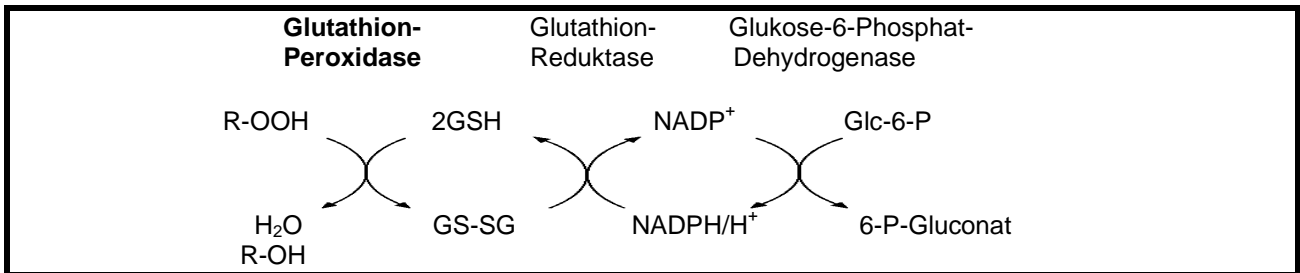 Glutathion- Glutathion- Glukose-6-Phosphat-
Peroxidase Reduktase Dehydrogenase
R-OOH 2GSH NADP⁺ Glc-6-P
H₂O GS-SG NADPH/H⁺ 6-P-Gluconat
R-OH